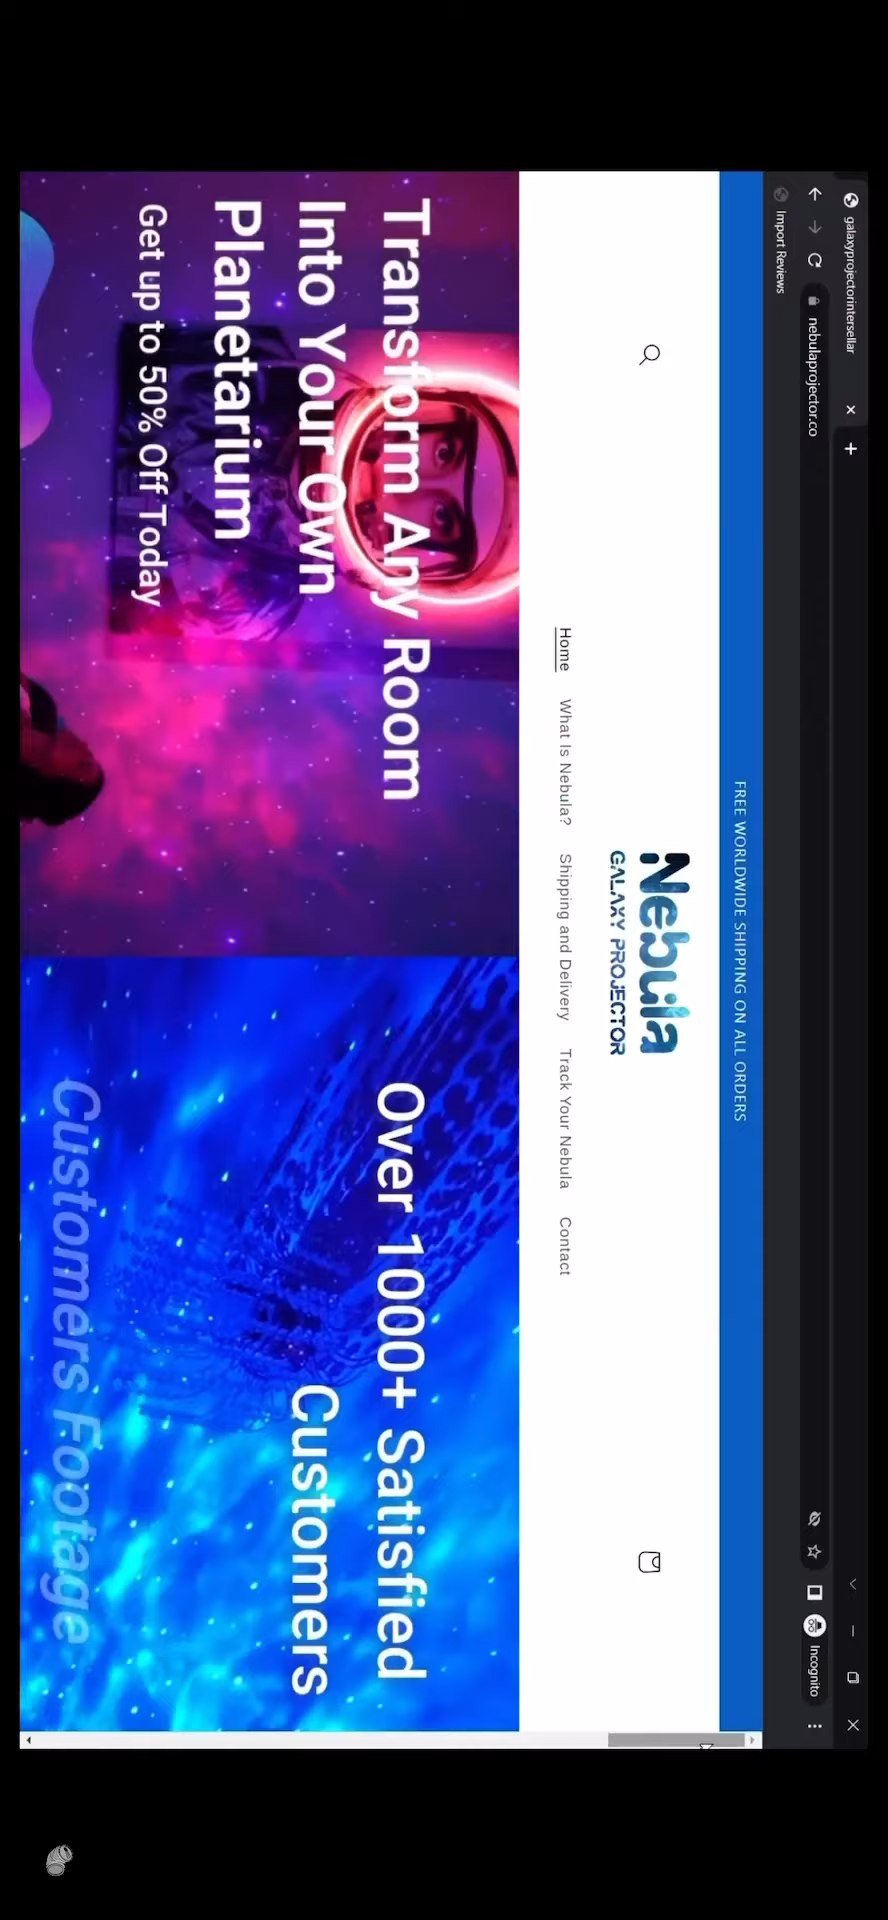 galaxyprojectorintersellar
nebulaprojector.co
Incognito
Import Reviews
FREE WORLDWIDE SHIPPING ON ALL ORDERS
Nebula
GALAXY PROJECTOR
Home What Is Nebula? Shipping and Delivery Track Your Nebula Contact
Transform Any Room
Into Your Own
Planetarium
Get up to 50% Off Today
Over 1000+ Satisfied
Customers
Customers Footage